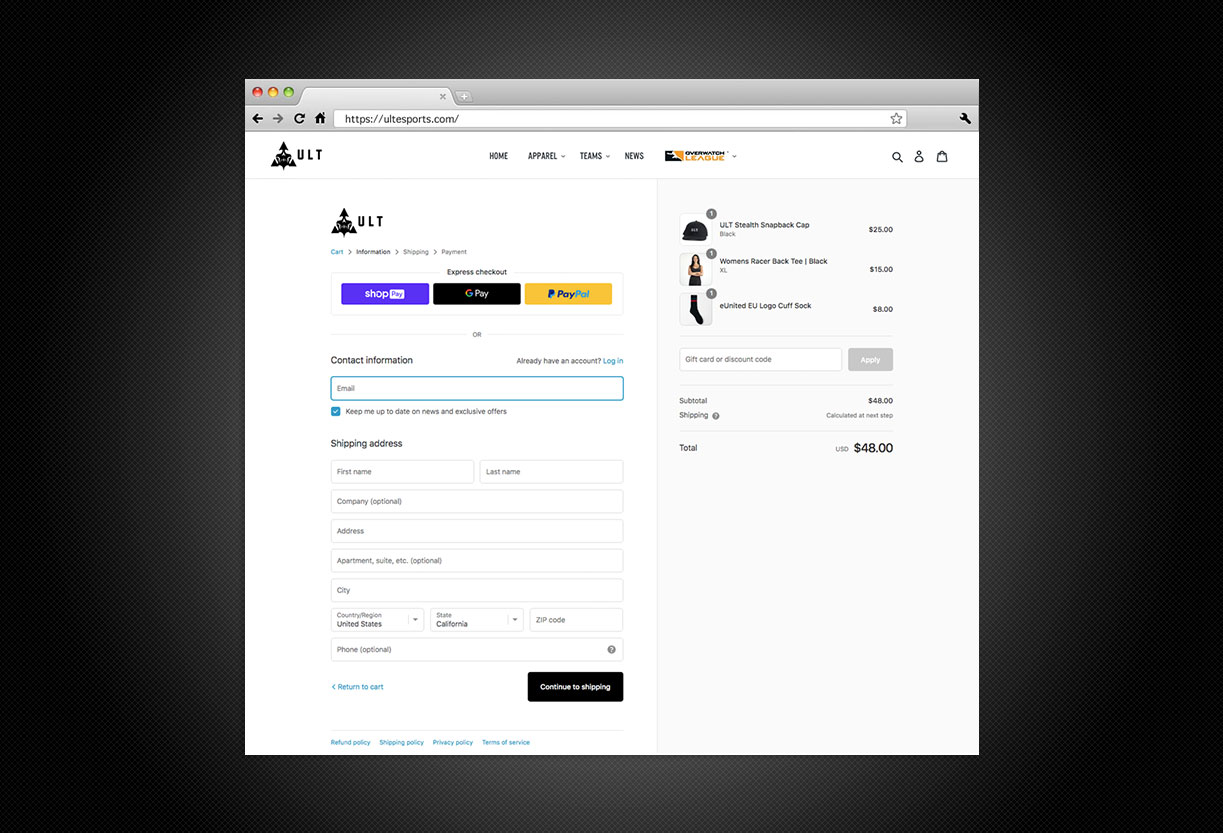 https://ultesports.com/
ULT
HOME APPAREL TEAMS NEWS OVERWATCH LEAGUE
ULT
Cart > Information > Shipping > Payment
Express checkout
shop Pay
G Pay
PayPal
OR
Contact information
Already have an account? Log in
Email
Keep me up to date on news and exclusive offers
Shipping address
First name
Last name
Company (optional)
Address
Apartment, suite, etc. (optional)
City
Country/Region
United States
State
California
ZIP code
Phone (optional)
?
< Return to cart
Continue to shipping
Refund policy Shipping policy Privacy policy Terms of service
1
ULT
ULT Stealth Snapback Cap
Black
$25.00
1
Womens Racer Back Tee | Black
XL
$15.00
1
eUnited EU Logo Cuff Sock
$8.00
Gift card or discount code
Apply
Subtotal $48.00
Shipping ? Calculated at next step
Total USD $48.00